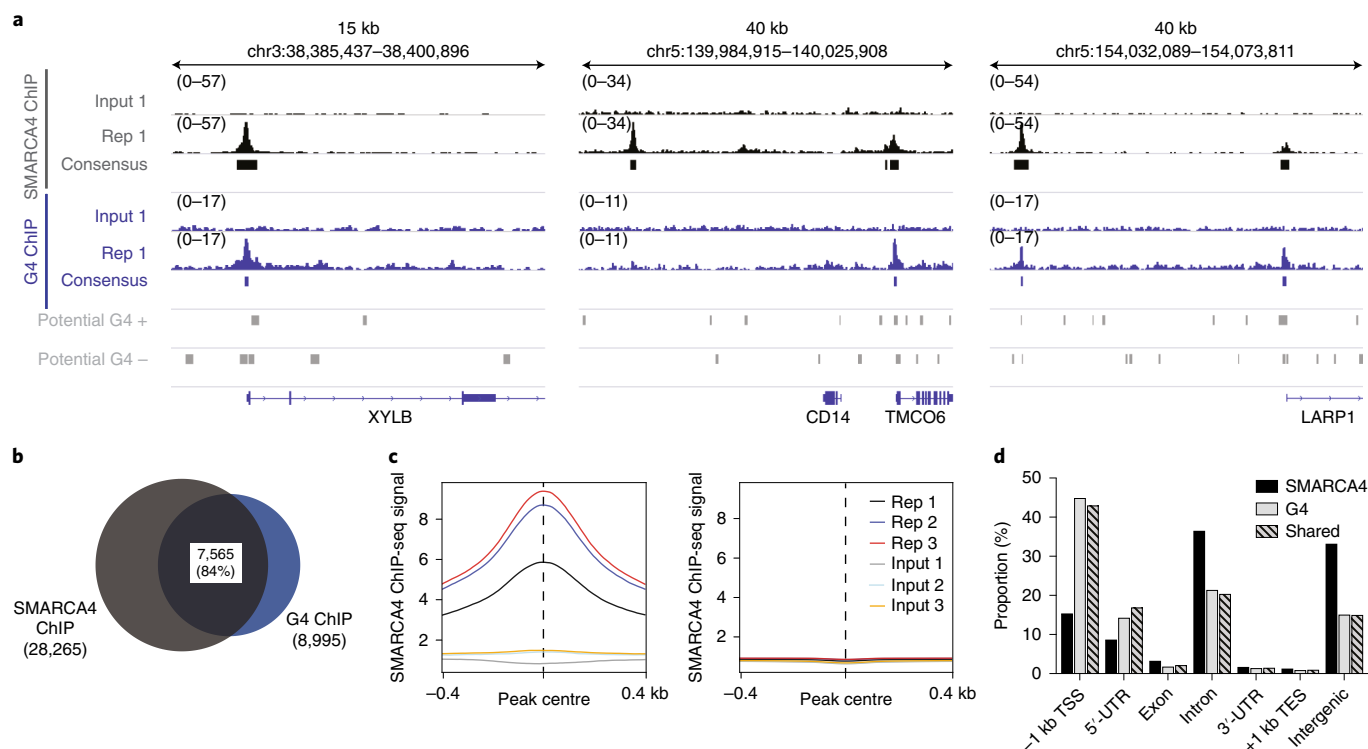 a
15 kb
chr3:38,385,437–38,400,896
40 kb
chr5:139,984,915–140,025,908
40 kb
chr5:154,032,089–154,073,811
SMARCA4 ChIP
Input 1
(0–57)
(0–34)
(0–54)
Rep 1
(0–57)
(0–34)
(0–54)
Consensus
G4 ChIP
Input 1
(0–17)
(0–11)
(0–17)
Rep 1
(0–17)
(0–11)
(0–17)
Consensus
Potential G4 +
Potential G4 –
XYLB
CD14
TMCO6
LARP1
b
7,565
(84%)
SMARCA4
ChIP
(28,265)
G4 ChIP
(8,995)
c
SMARCA4 ChIP-seq signal
8
6
4
2
–0.4
Peak centre
0.4 kb
SMARCA4 ChIP-seq signal
8
6
4
2
–0.4
Peak centre
0.4 kb
Rep 1
Rep 2
Rep 3
Input 1
Input 2
Input 3
d
Proportion (%)
50
40
30
20
10
0
SMARCA4
G4
Shared
–1 kb TSS
5′-UTR
Exon
Intron
3′-UTR
+1 kb TES
Intergenic